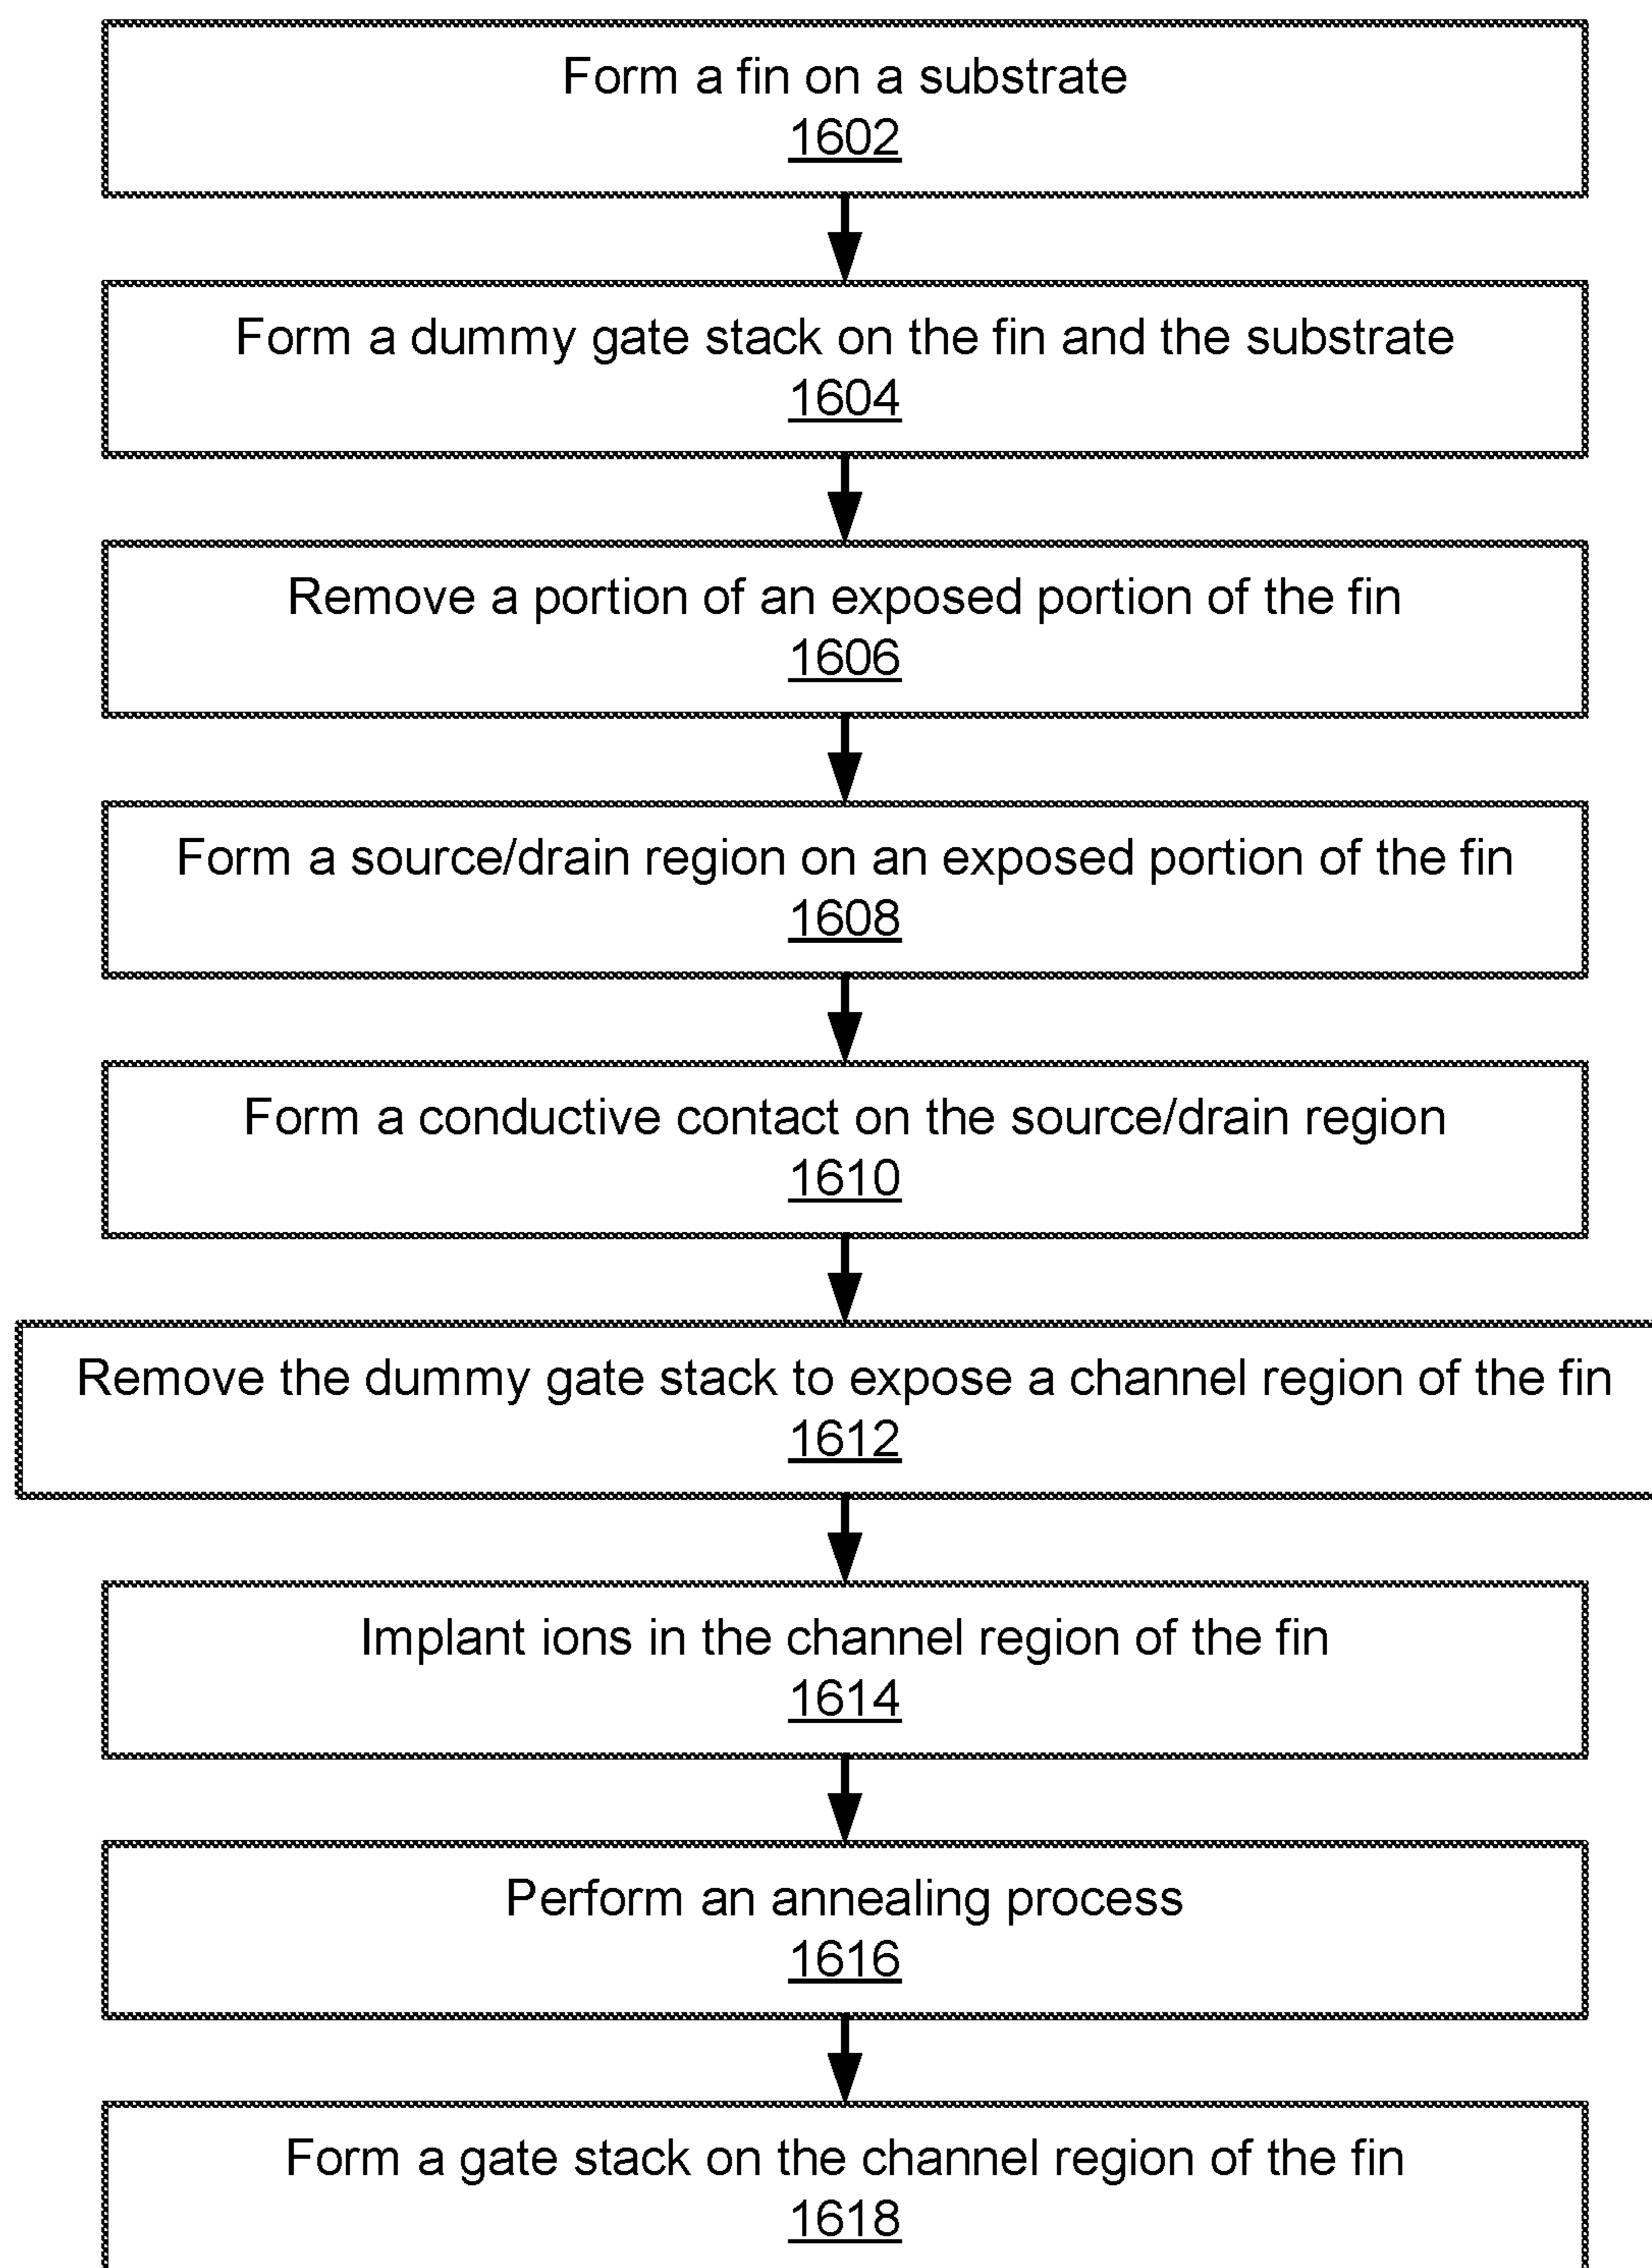 Form a fin on a substrate
1602
Form a dummy gate stack on the fin and the substrate
1604
Remove a portion of an exposed portion of the fin
1606
Form a source/drain region on an exposed portion of the fin
1608
Form a conductive contact on the source/drain region
1610
Remove the dummy gate stack to expose a channel region of the fin
1612
Implant ions in the channel region of the fin
1614
Perform an annealing process
1616
Form a gate stack on the channel region of the fin
1618